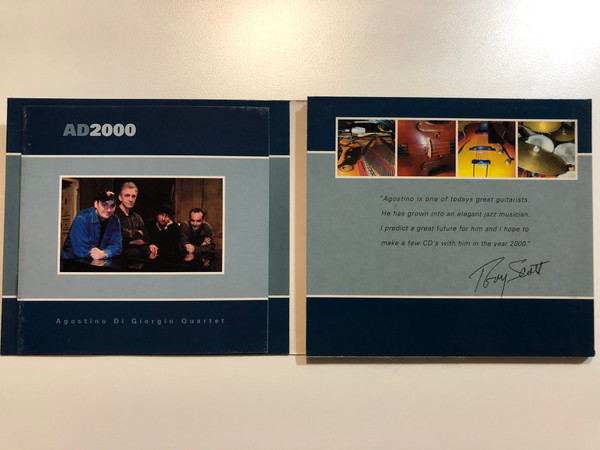 AD2000
Agostino Di Giorgio Quartet
"Agostino is one of todays great guitarists.
He has grown into an elegant jazz musician.
I predict a great future for him and I hope to
make a few CD's with him in the year 2000."
Tony Scott